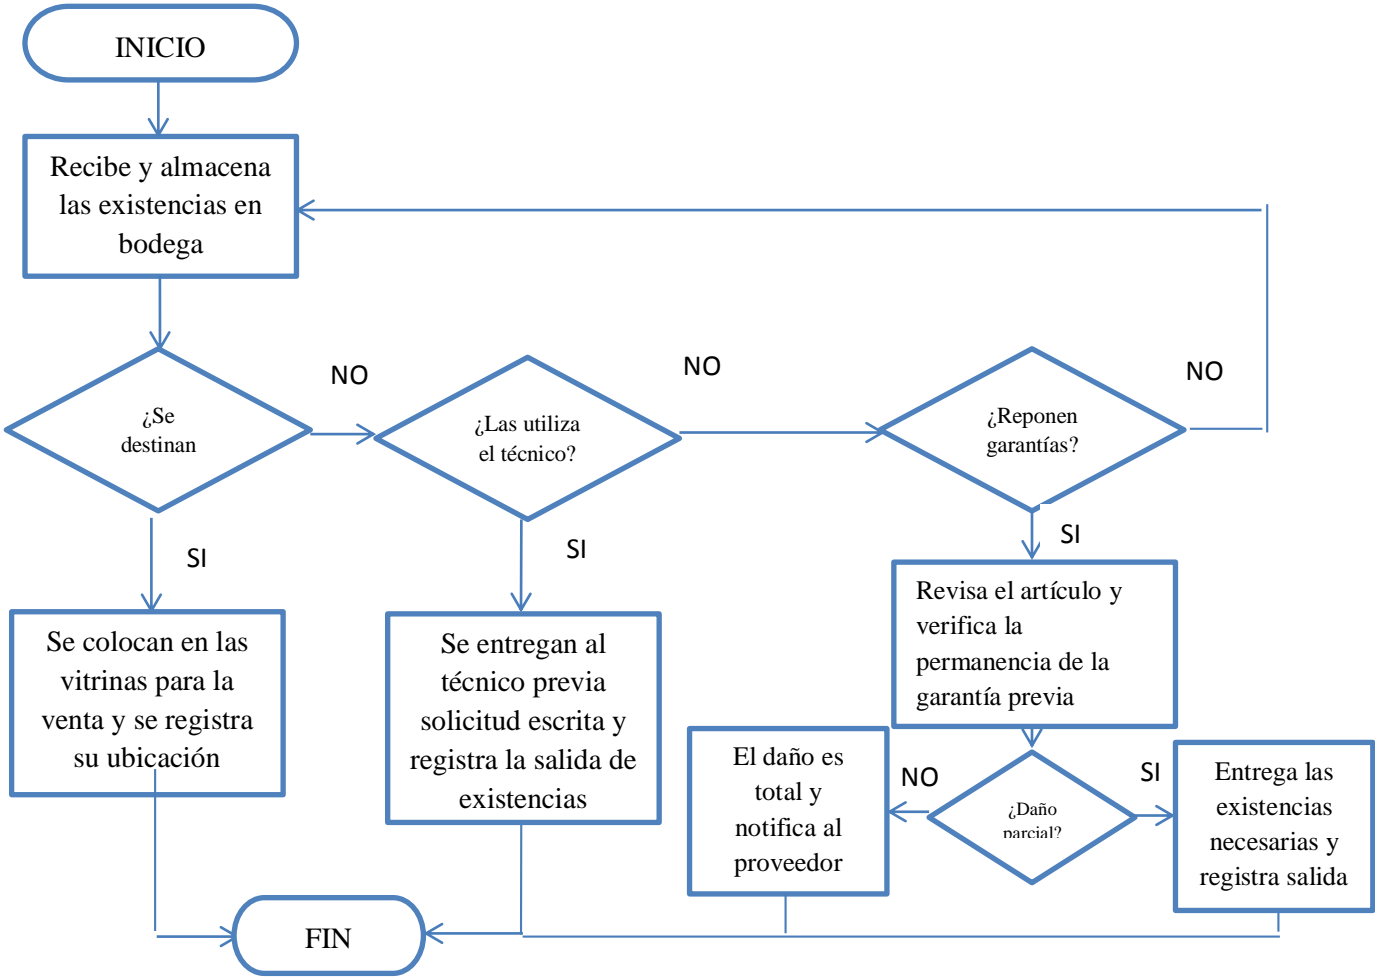 INICIO
Recibe y almacena
las existencias en
bodega
¿Se
destinan
NO
¿Las utiliza
el técnico?
NO
¿Reponen
garantías?
NO
SI
SI
SI
Se colocan en las
vitrinas para la
venta y se registra
su ubicación
Se entregan al
técnico previa
solicitud escrita y
registra la salida de
existencias
Revisa el artículo y
verifica la
permanencia de la
garantía previa
El daño es
total y
notifica al
proveedor
NO
¿Daño
parcial?
SI
Entrega las
existencias
necesarias y
registra salida
FIN